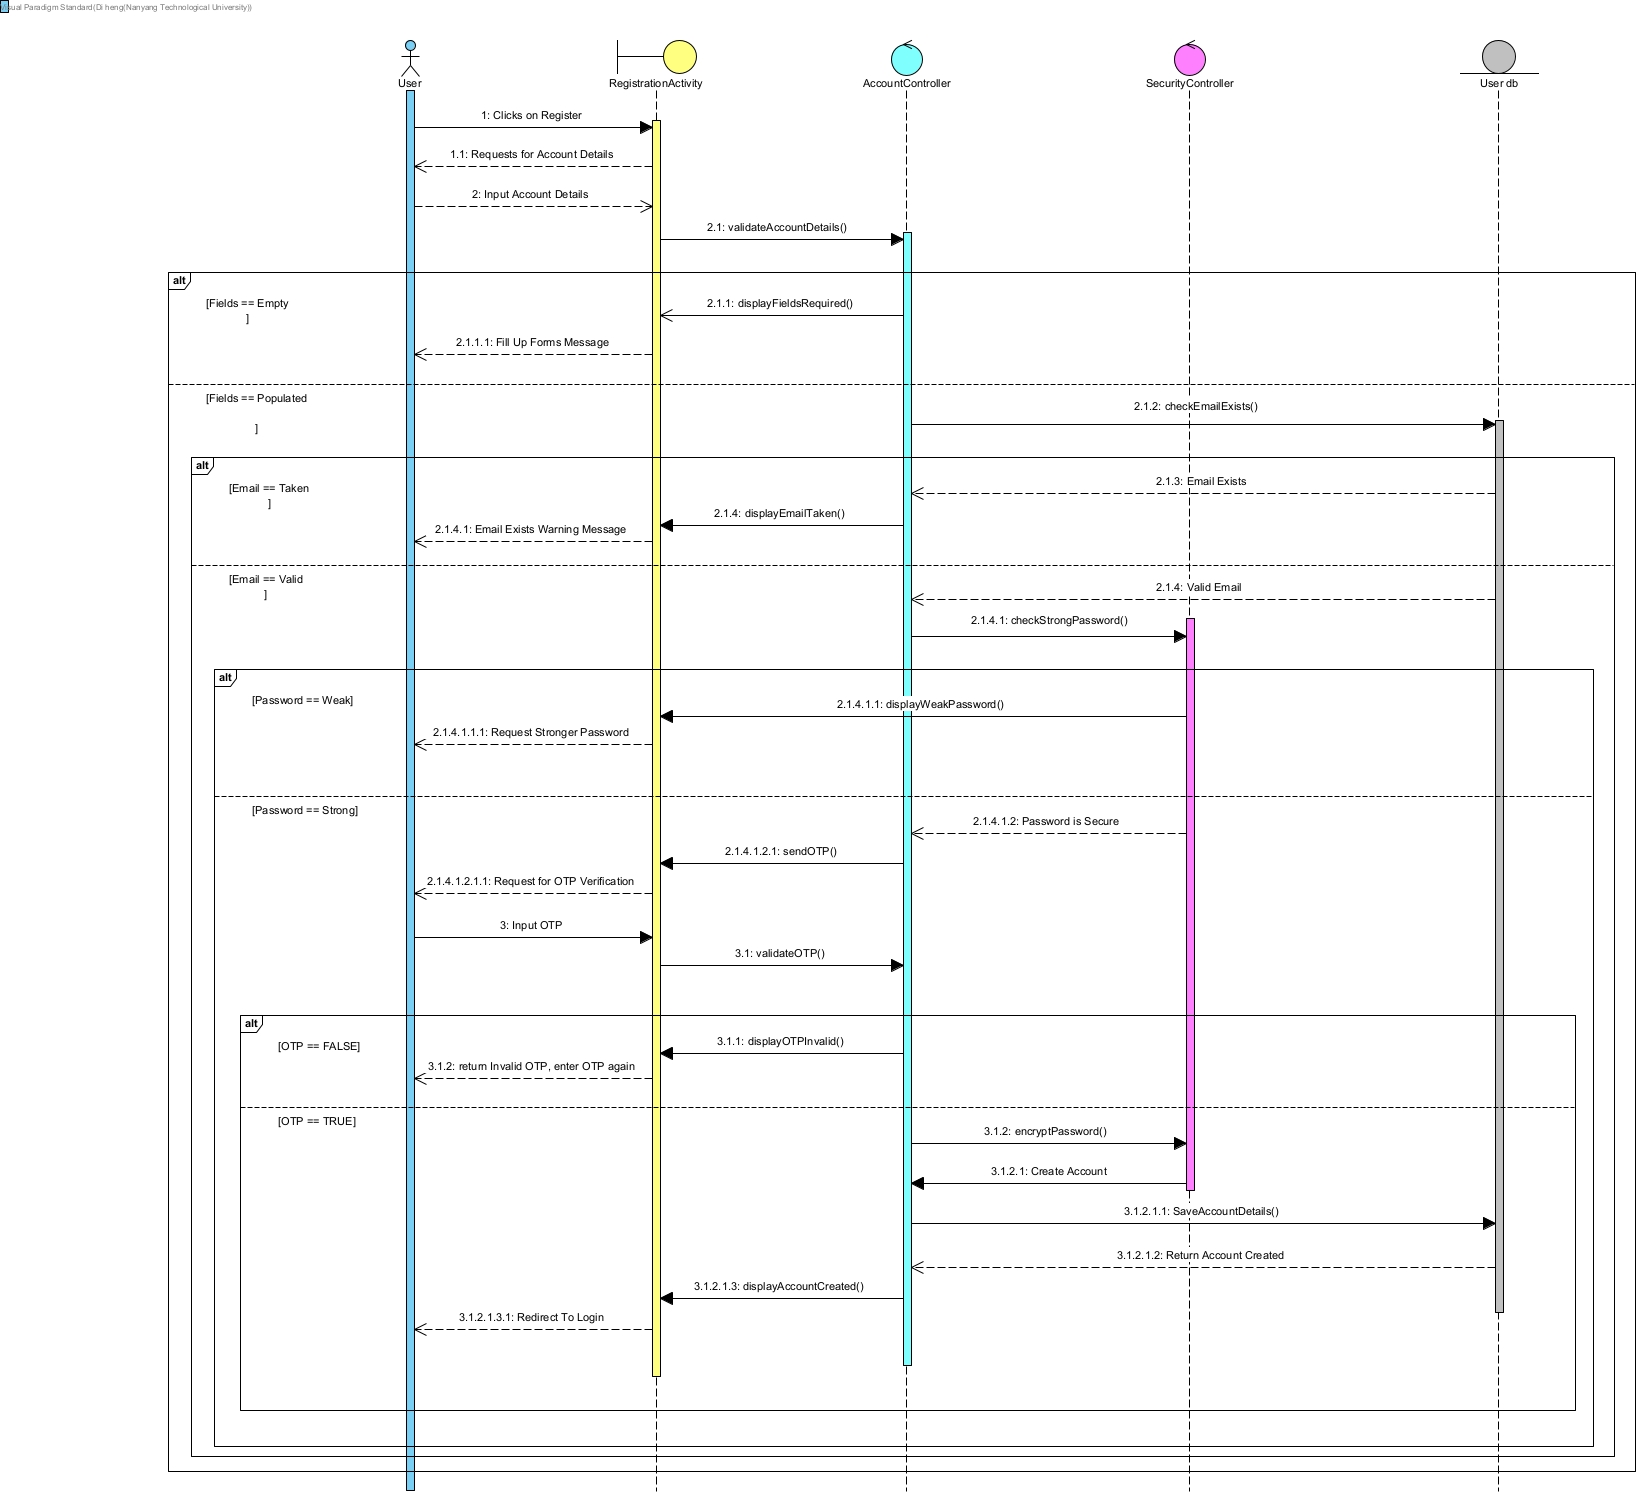 Visual Paradigm Standard(Di heng(Nanyang Technological University))
User
RegistrationActivity
AccountController
SecurityController
User db
1: Clicks on Register
1.1: Requests for Account Details
2: Input Account Details
2.1: validateAccountDetails()
alt
[Fields == Empty
]
2.1.1: displayFieldsRequired()
2.1.1.1: Fill Up Forms Message
[Fields == Populated
]
2.1.2: checkEmailExists()
alt
[Email == Taken
]
2.1.3: Email Exists
2.1.4: displayEmailTaken()
2.1.4.1: Email Exists Warning Message
[Email == Valid
]
2.1.4: Valid Email
2.1.4.1: checkStrongPassword()
alt
[Password == Weak]
2.1.4.1.1: displayWeakPassword()
2.1.4.1.1.1: Request Stronger Password
[Password == Strong]
2.1.4.1.2: Password is Secure
2.1.4.1.2.1: sendOTP()
2.1.4.1.2.1.1: Request for OTP Verification
3: Input OTP
3.1: validateOTP()
alt
[OTP == FALSE]
3.1.1: displayOTPInvalid()
3.1.2: return Invalid OTP, enter OTP again
[OTP == TRUE]
3.1.2: encryptPassword()
3.1.2.1: Create Account
3.1.2.1.1: SaveAccountDetails()
3.1.2.1.2: Return Account Created
3.1.2.1.3: displayAccountCreated()
3.1.2.1.3.1: Redirect To Login